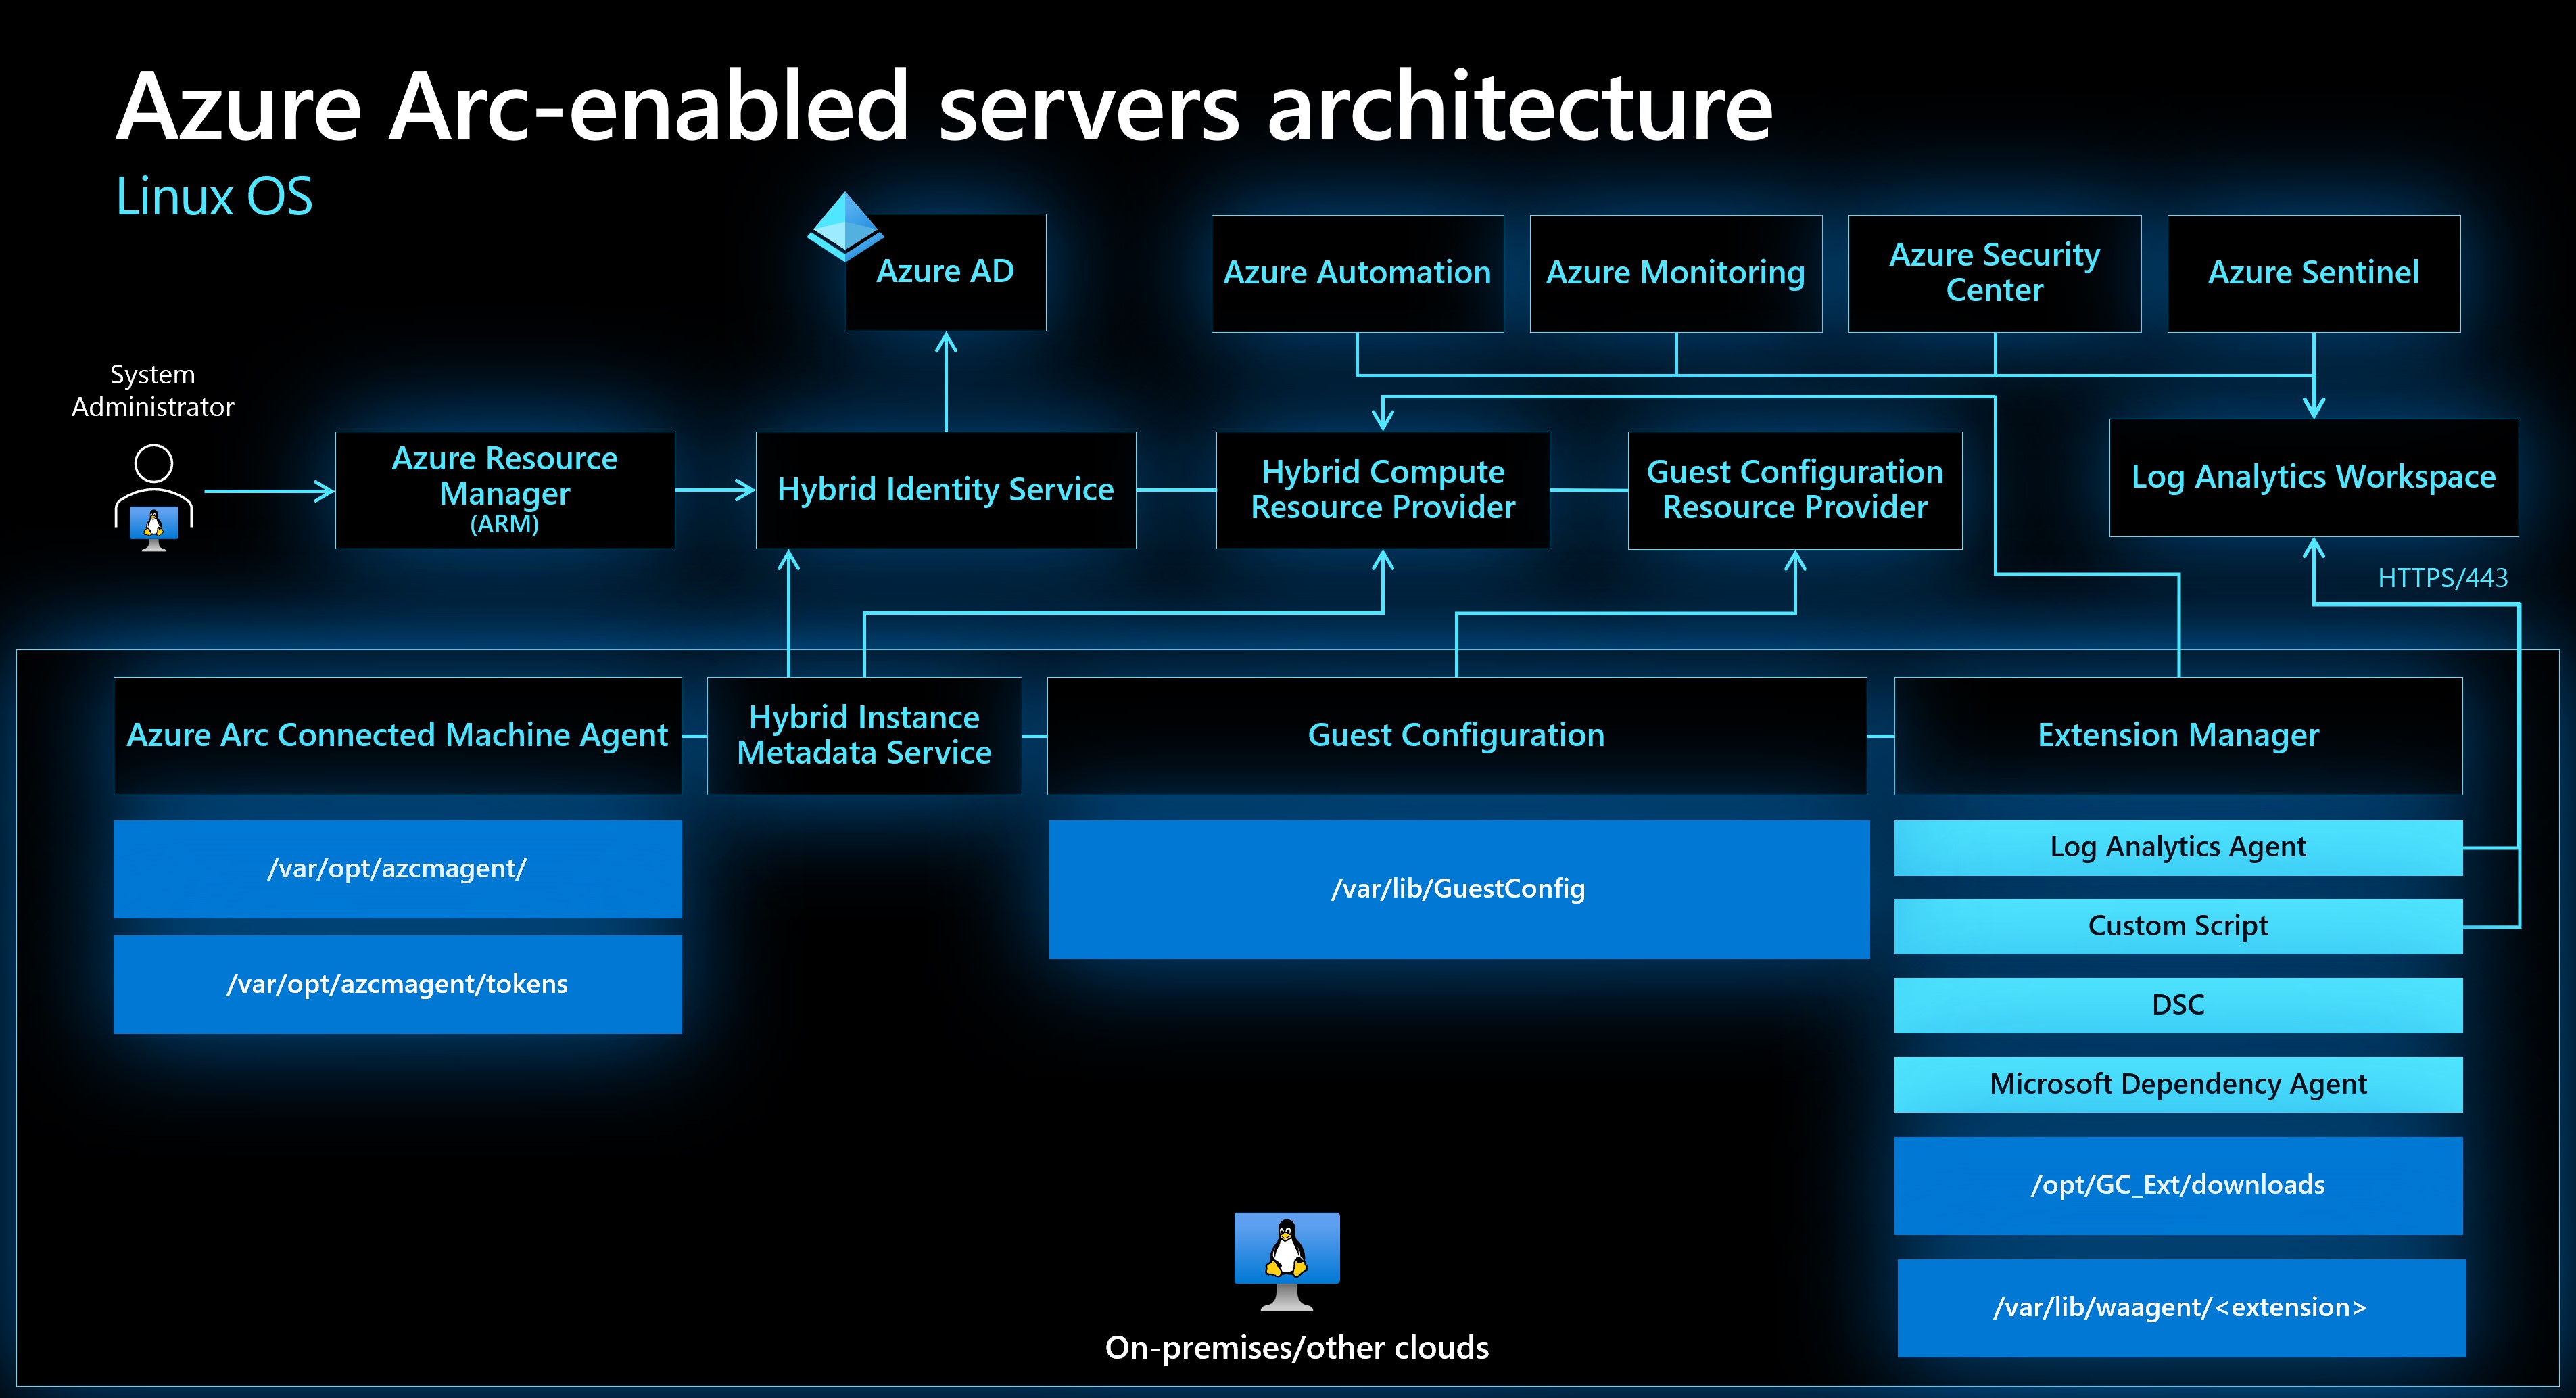 Azure Arc-enabled servers architecture
Linux OS
Azure AD
Azure Automation
Azure Monitoring
Azure Security
Center
Azure Sentinel
System
Administrator
Azure Resource
Manager
(ARM)
Hybrid Identity Service
Hybrid Compute
Resource Provider
Guest Configuration
Resource Provider
Log Analytics Workspace
HTTPS/443
Azure Arc Connected Machine Agent
Hybrid Instance
Metadata Service
Guest Configuration
Extension Manager
/var/opt/azcmagent/
/var/opt/azcmagent/tokens
/var/lib/GuestConfig
Log Analytics Agent
Custom Script
DSC
Microsoft Dependency Agent
/opt/GC_Ext/downloads
/var/lib/waagent/<extension>
On-premises/other clouds